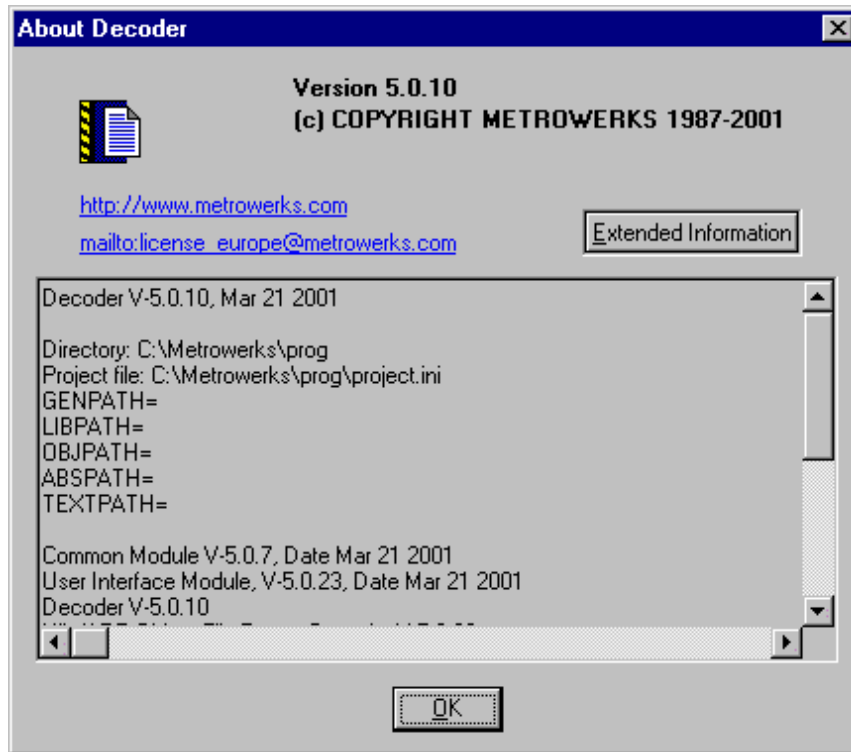 About Decoder
Version 5.0.10
(c) COPYRIGHT METROWERKS 1987-2001
http://www.metrowerks.com
mailto:license_europe@metrowerks.com
Extended Information
Decoder V-5.0.10, Mar 21 2001
Directory: C:\Metrowerks\prog
Project file: C:\Metrowerks\prog\project.ini
GENPATH=
LIBPATH=
OBJPATH=
ABSPATH=
TEXTPATH=
Common Module V-5.0.7, Date Mar 21 2001
User Interface Module, V-5.0.23, Date Mar 21 2001
Decoder V-5.0.10
OK